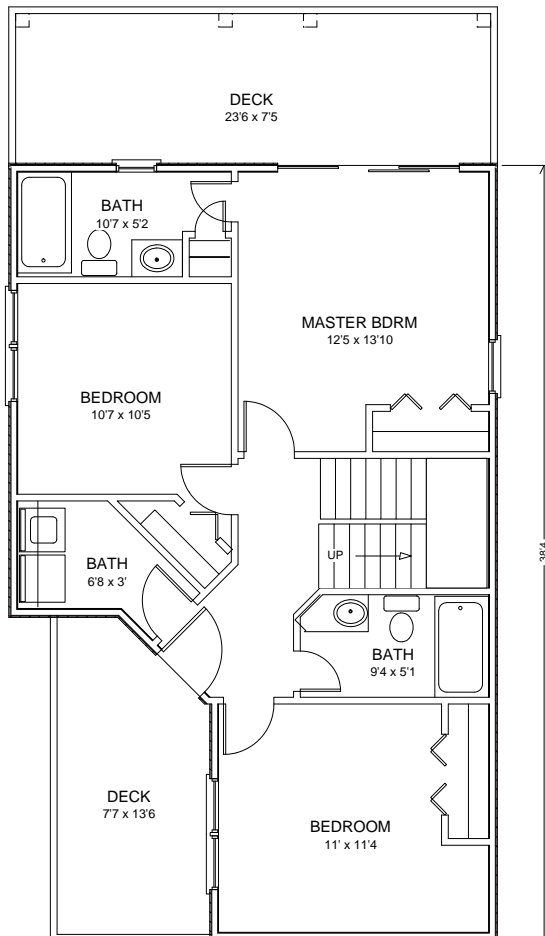 DECK
23'6 x 7'5
BATH
10'7 x 5'2
MASTER BDRM
12'5 x 13'10
BEDROOM
10'7 x 10'5
38'4
UP
BATH
6'8 x 3'
BATH
9'4 x 5'1
DECK
7'7 x 13'6
BEDROOM
11' x 11'4